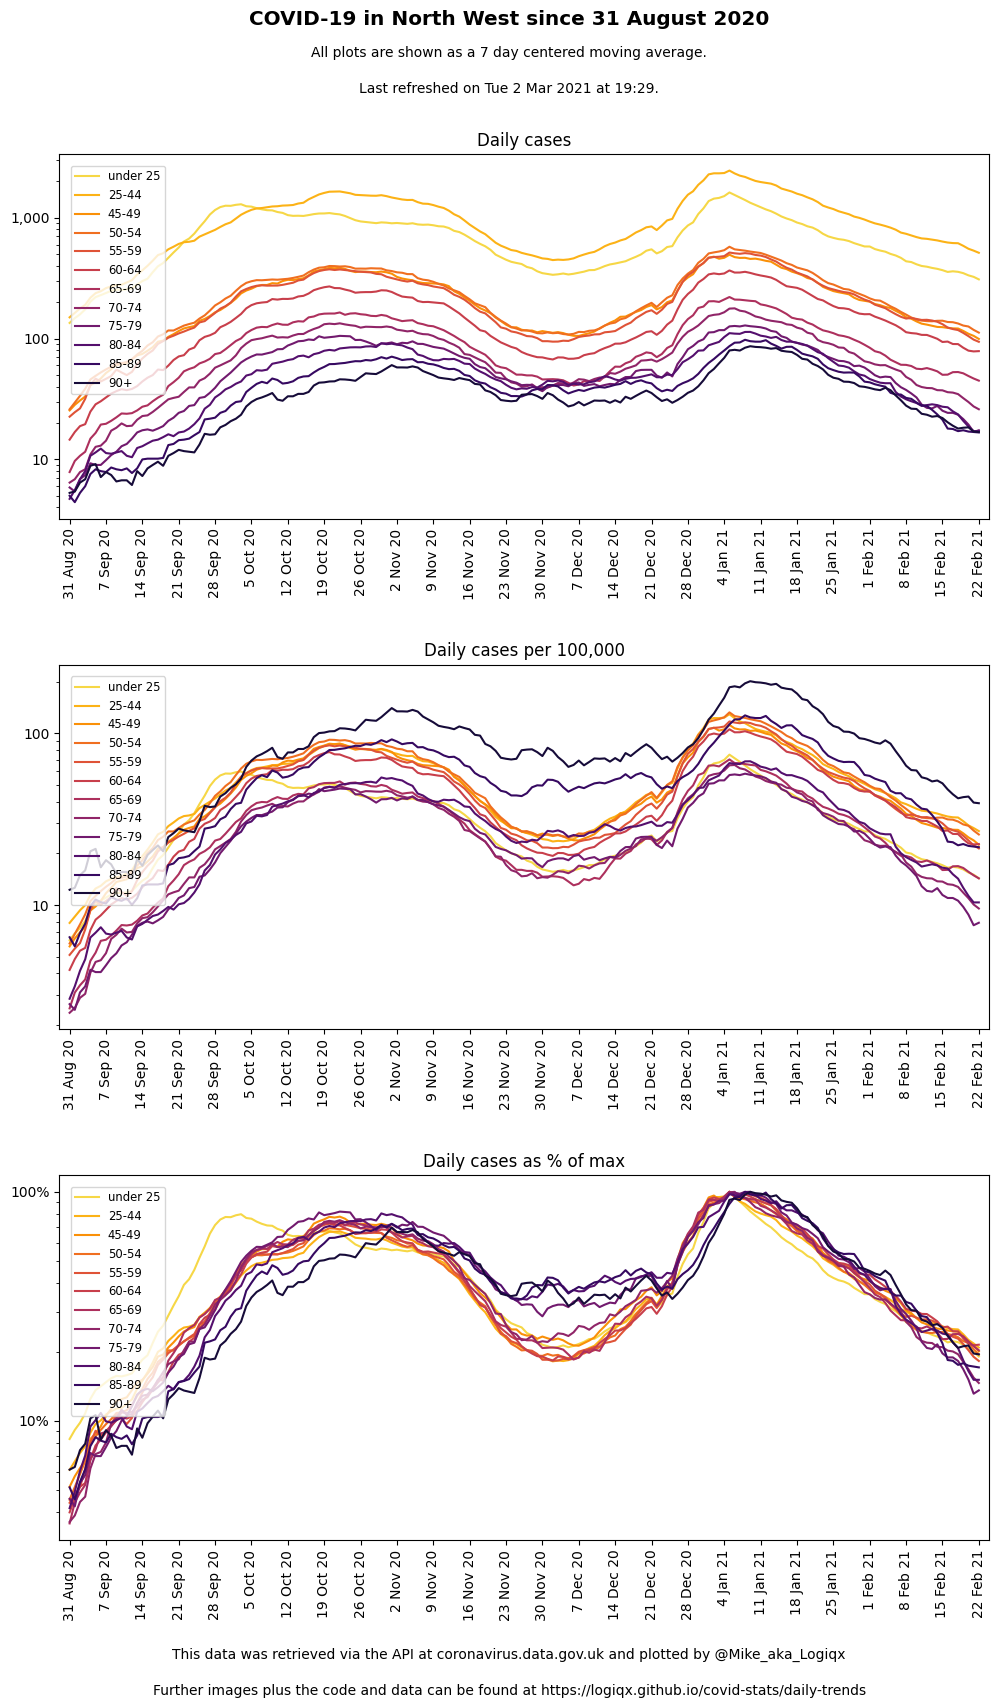 COVID-19 in North West since 31 August 2020
All plots are shown as a 7 day centered moving average.
Last refreshed on Tue 2 Mar 2021 at 19:29.
Daily cases
1,000
100
10
under 25
25-44
45-49
50-54
55-59
60-64
65-69
70-74
75-79
80-84
85-89
90+
31 Aug 20
7 Sep 20
14 Sep 20
21 Sep 20
28 Sep 20
5 Oct 20
12 Oct 20
19 Oct 20
26 Oct 20
2 Nov 20
9 Nov 20
16 Nov 20
23 Nov 20
30 Nov 20
7 Dec 20
14 Dec 20
21 Dec 20
28 Dec 20
4 Jan 21
11 Jan 21
18 Jan 21
25 Jan 21
1 Feb 21
8 Feb 21
15 Feb 21
22 Feb 21
Daily cases per 100,000
100
10
under 25
25-44
45-49
50-54
55-59
60-64
65-69
70-74
75-79
80-84
85-89
90+
31 Aug 20
7 Sep 20
14 Sep 20
21 Sep 20
28 Sep 20
5 Oct 20
12 Oct 20
19 Oct 20
26 Oct 20
2 Nov 20
9 Nov 20
16 Nov 20
23 Nov 20
30 Nov 20
7 Dec 20
14 Dec 20
21 Dec 20
28 Dec 20
4 Jan 21
11 Jan 21
18 Jan 21
25 Jan 21
1 Feb 21
8 Feb 21
15 Feb 21
22 Feb 21
Daily cases as % of max
100%
10%
under 25
25-44
45-49
50-54
55-59
60-64
65-69
70-74
75-79
80-84
85-89
90+
31 Aug 20
7 Sep 20
14 Sep 20
21 Sep 20
28 Sep 20
5 Oct 20
12 Oct 20
19 Oct 20
26 Oct 20
2 Nov 20
9 Nov 20
16 Nov 20
23 Nov 20
30 Nov 20
7 Dec 20
14 Dec 20
21 Dec 20
28 Dec 20
4 Jan 21
11 Jan 21
18 Jan 21
25 Jan 21
1 Feb 21
8 Feb 21
15 Feb 21
22 Feb 21
This data was retrieved via the API at coronavirus.data.gov.uk and plotted by @Mike_aka_Logiqx
Further images plus the code and data can be found at https://logiqx.github.io/covid-stats/daily-trends